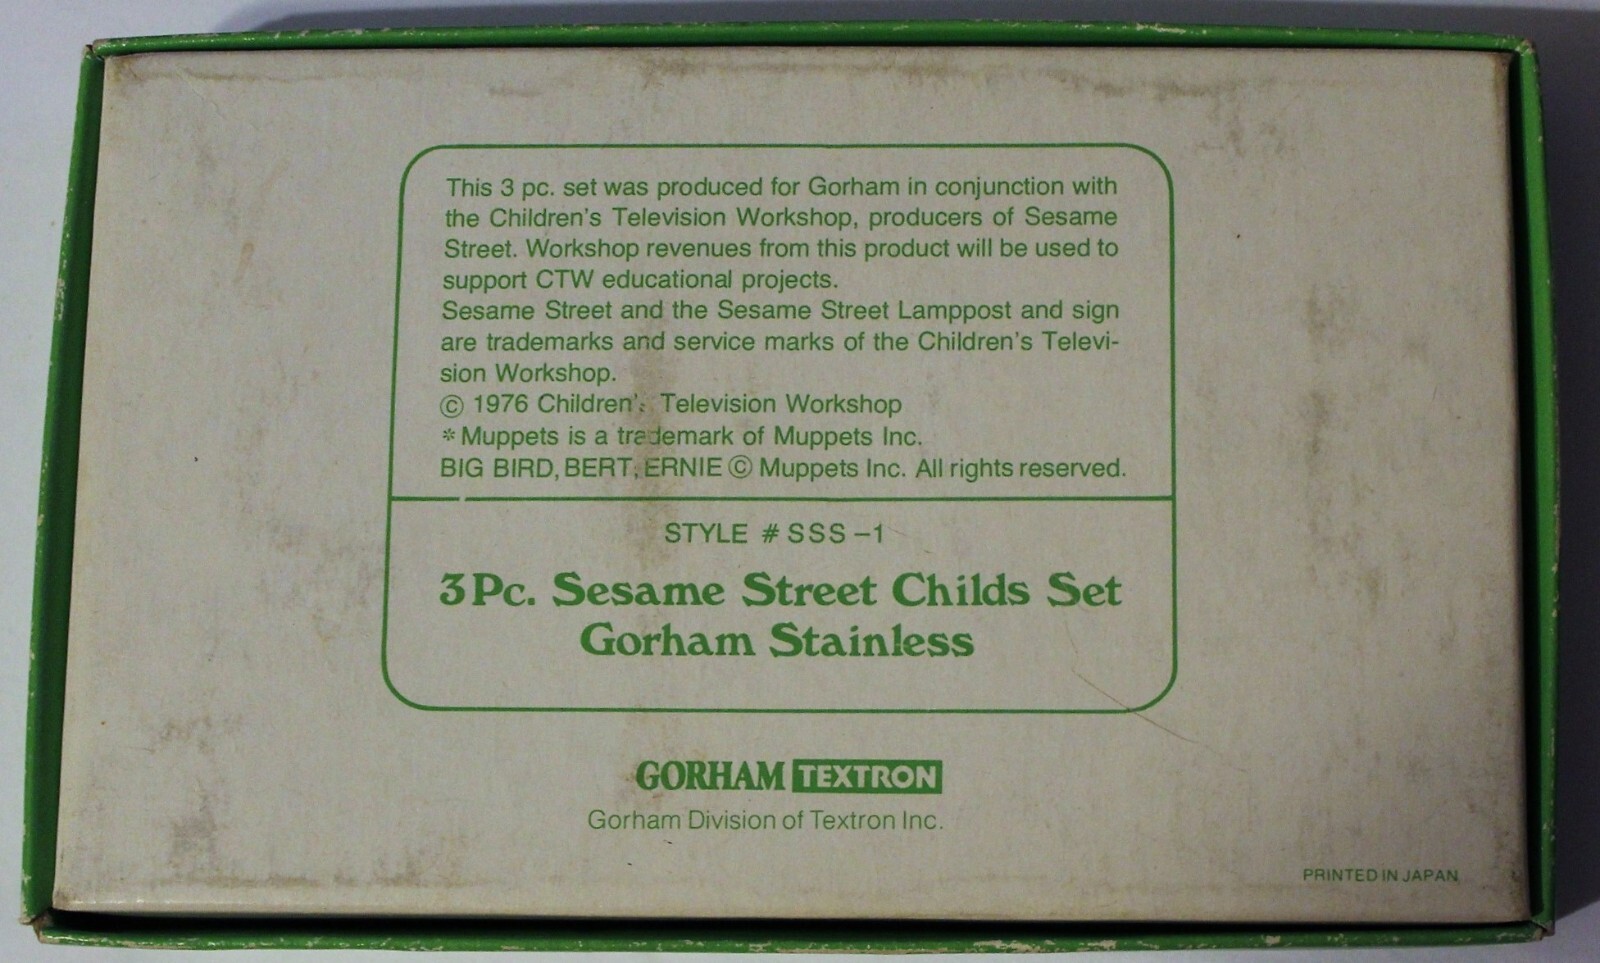 This 3 pc. set was produced for Gorham in conjunction with
the Children's Television Workshop, producers of Sesame
Street. Workshop revenues from this product will be used to
support CTW educational projects.
Sesame Street and the Sesame Street Lamppost and sign
are trademarks and service marks of the Children's Televi-
sion Workshop.
© 1976 Children's Television Workshop
*Muppets is a trademark of Muppets Inc.
BIG BIRD, BERT, ERNIE © Muppets Inc. All rights reserved.
STYLE # SSS –1
3 Pc. Sesame Street Childs Set
Gorham Stainless
GORHAM TEXTRON
Gorham Division of Textron Inc.
PRINTED IN JAPAN